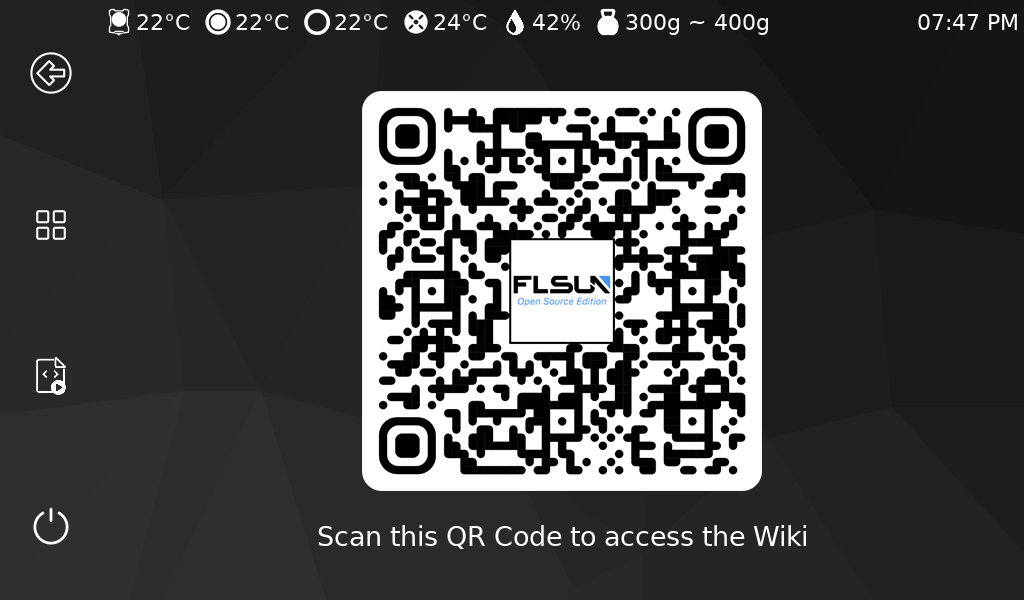 22°C 22°C 22°C 24°C 42% 300g ~ 400g 07:47 PM
FLSUN
Open Source Edition
Scan this QR Code to access the Wiki